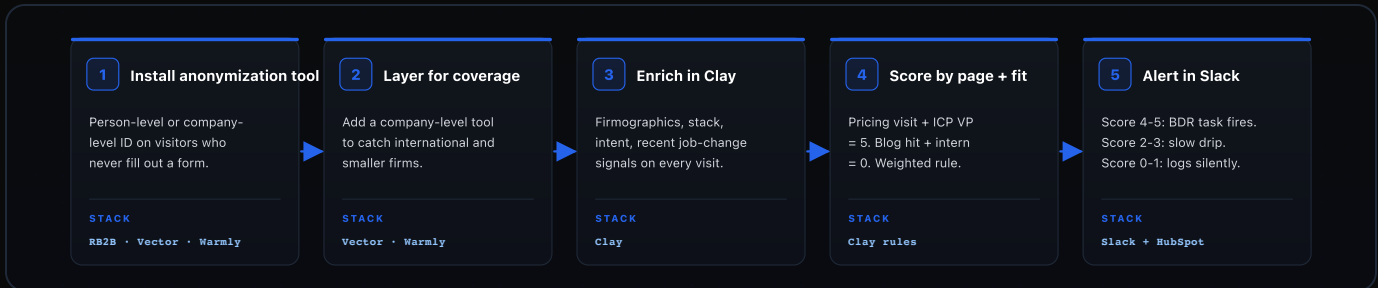 1 Install anonymization tool
Person-level or company-
level ID on visitors who
never fill out a form.
STACK
RB2B · Vector · Warmly
2 Layer for coverage
Add a company-level tool
to catch international and
smaller firms.
STACK
Vector · Warmly
3 Enrich in Clay
Firmographics, stack,
intent, recent job-change
signals on every visit.
STACK
Clay
4 Score by page + fit
Pricing visit + ICP VP
= 5. Blog hit + intern
= 0. Weighted rule.
STACK
Clay rules
5 Alert in Slack
Score 4-5: BDR task fires.
Score 2-3: slow drip.
Score 0-1: logs silently.
STACK
Slack + HubSpot